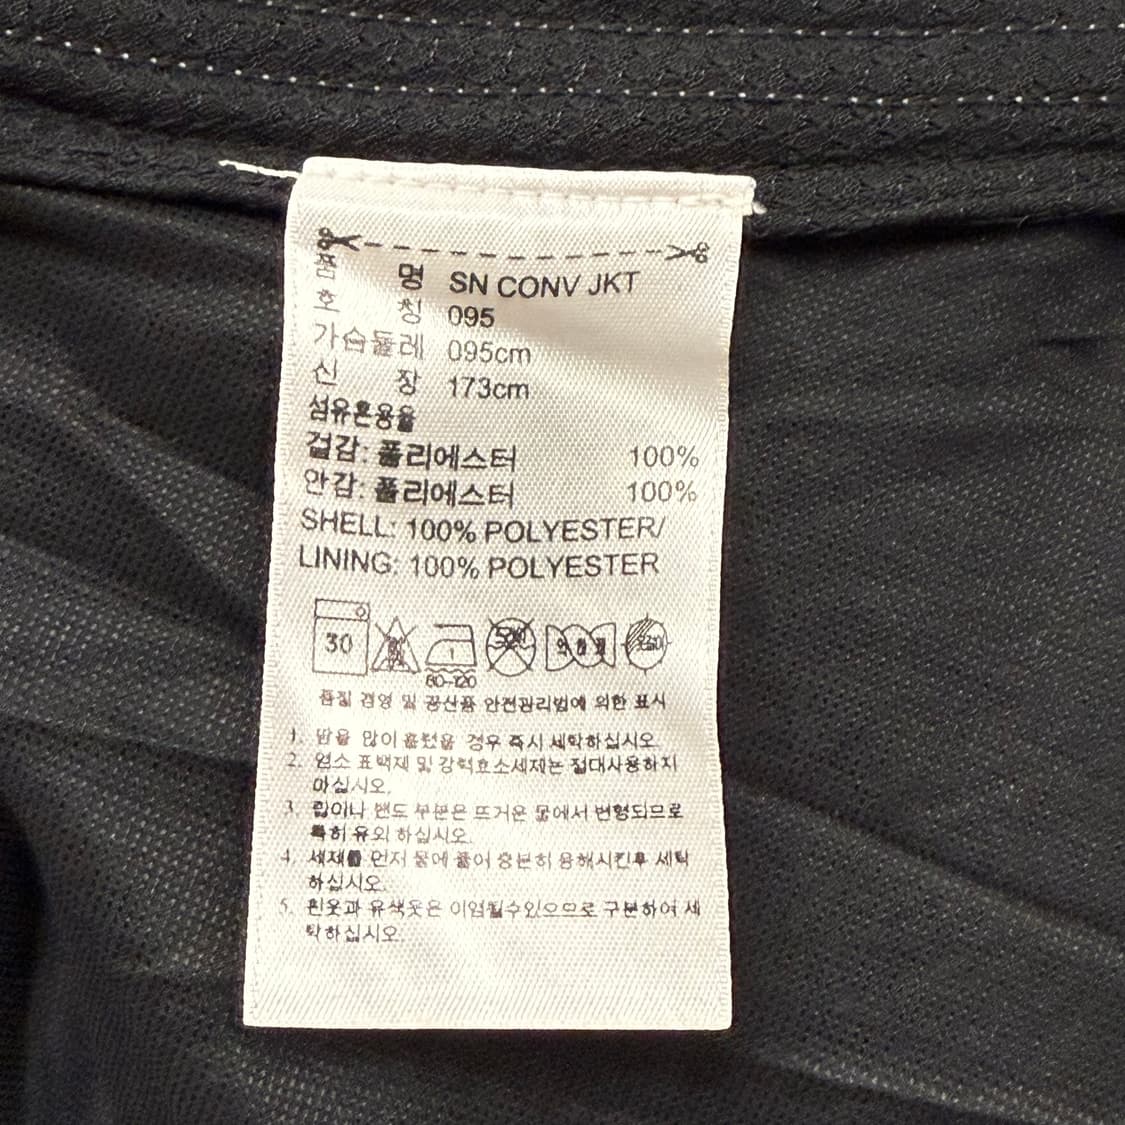 품 명 SN CONV JKT
호 칭 095
가슴둘레 095cm
신 장 173cm
섬유혼용율
겉감: 폴리에스터 100%
안감: 폴리에스터 100%
SHELL: 100% POLYESTER/
LINING: 100% POLYESTER
30
80-120
품질 경영 및 공산품 안전관리법에 의한 표시
1. 땀을 많이 흘렸을 경우 즉시 세탁하십시오.
2. 염소 표백제 및 강력효소세제는 절대사용하지
마십시오.
3. 립이나 밴드 부분은 뜨거운 물에서 변형되므로
특히 유의 하십시오.
4. 세제를 먼저 물에 풀어 충분히 용해시킨후 세탁
하십시오.
5. 흰옷과 유색옷은 이염될수있으므로 구분하여 세
탁하십시오.